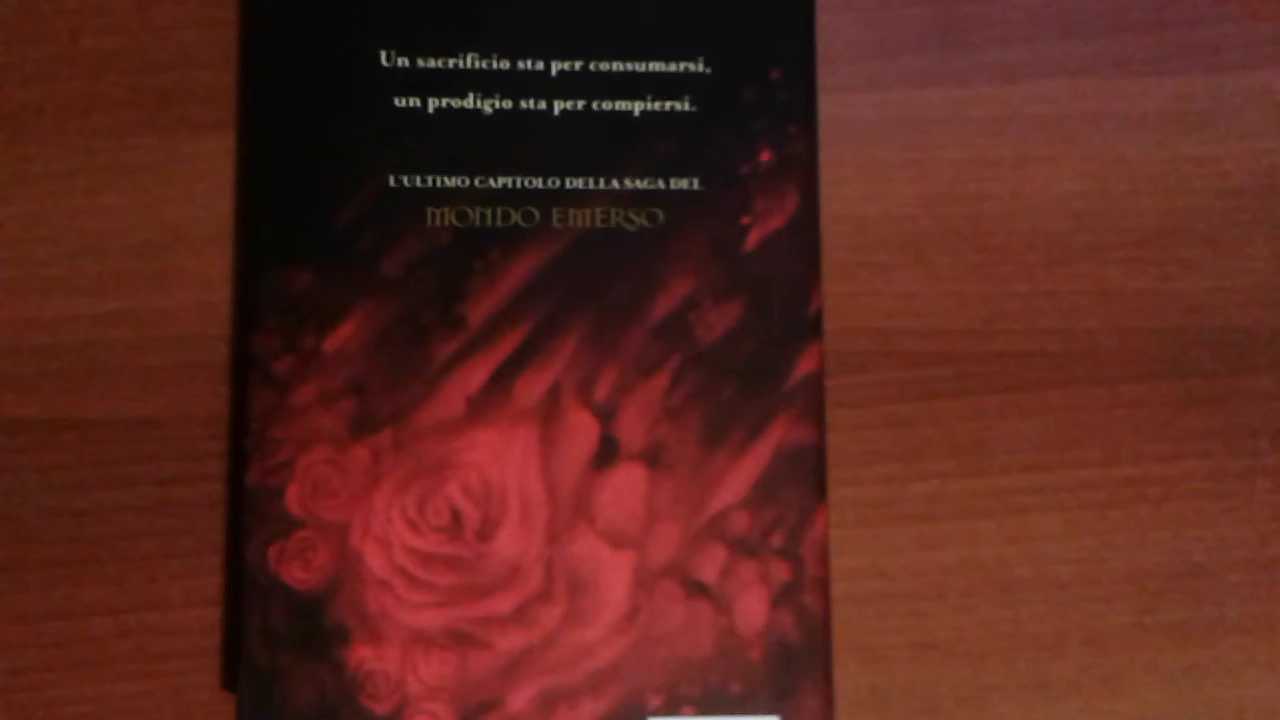 Un sacrificio sta per consumarsi,
un prodigio sta per compiersi.
L'ULTIMO CAPITOLO DELLA SAGA DEL
MONDO EMERSO